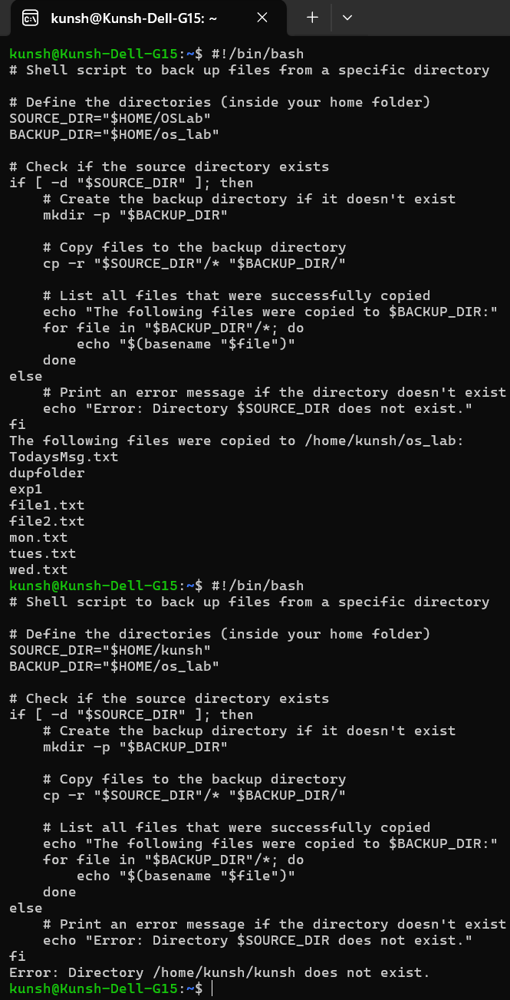 kunsh@Kunsh-Dell-G15: ~
kunsh@Kunsh-Dell-G15:~$ #!/bin/bash
# Shell script to back up files from a specific directory

# Define the directories (inside your home folder)
SOURCE_DIR="$HOME/OSLab"
BACKUP_DIR="$HOME/os_lab"

# Check if the source directory exists
if [ -d "$SOURCE_DIR" ]; then
    # Create the backup directory if it doesn't exist
    mkdir -p "$BACKUP_DIR"

    # Copy files to the backup directory
    cp -r "$SOURCE_DIR"/* "$BACKUP_DIR/"

    # List all files that were successfully copied
    echo "The following files were copied to $BACKUP_DIR:"
    for file in "$BACKUP_DIR"/*; do
        echo "$(basename "$file")"
    done
else
    # Print an error message if the directory doesn't exist
    echo "Error: Directory $SOURCE_DIR does not exist."
fi
The following files were copied to /home/kunsh/os_lab:
TodaysMsg.txt
dupfolder
exp1
file1.txt
file2.txt
mon.txt
tues.txt
wed.txt
kunsh@Kunsh-Dell-G15:~$ #!/bin/bash
# Shell script to back up files from a specific directory

# Define the directories (inside your home folder)
SOURCE_DIR="$HOME/kunsh"
BACKUP_DIR="$HOME/os_lab"

# Check if the source directory exists
if [ -d "$SOURCE_DIR" ]; then
    # Create the backup directory if it doesn't exist
    mkdir -p "$BACKUP_DIR"

    # Copy files to the backup directory
    cp -r "$SOURCE_DIR"/* "$BACKUP_DIR/"

    # List all files that were successfully copied
    echo "The following files were copied to $BACKUP_DIR:"
    for file in "$BACKUP_DIR"/*; do
        echo "$(basename "$file")"
    done
else
    # Print an error message if the directory doesn't exist
    echo "Error: Directory $SOURCE_DIR does not exist."
fi
Error: Directory /home/kunsh/kunsh does not exist.
kunsh@Kunsh-Dell-G15:~$